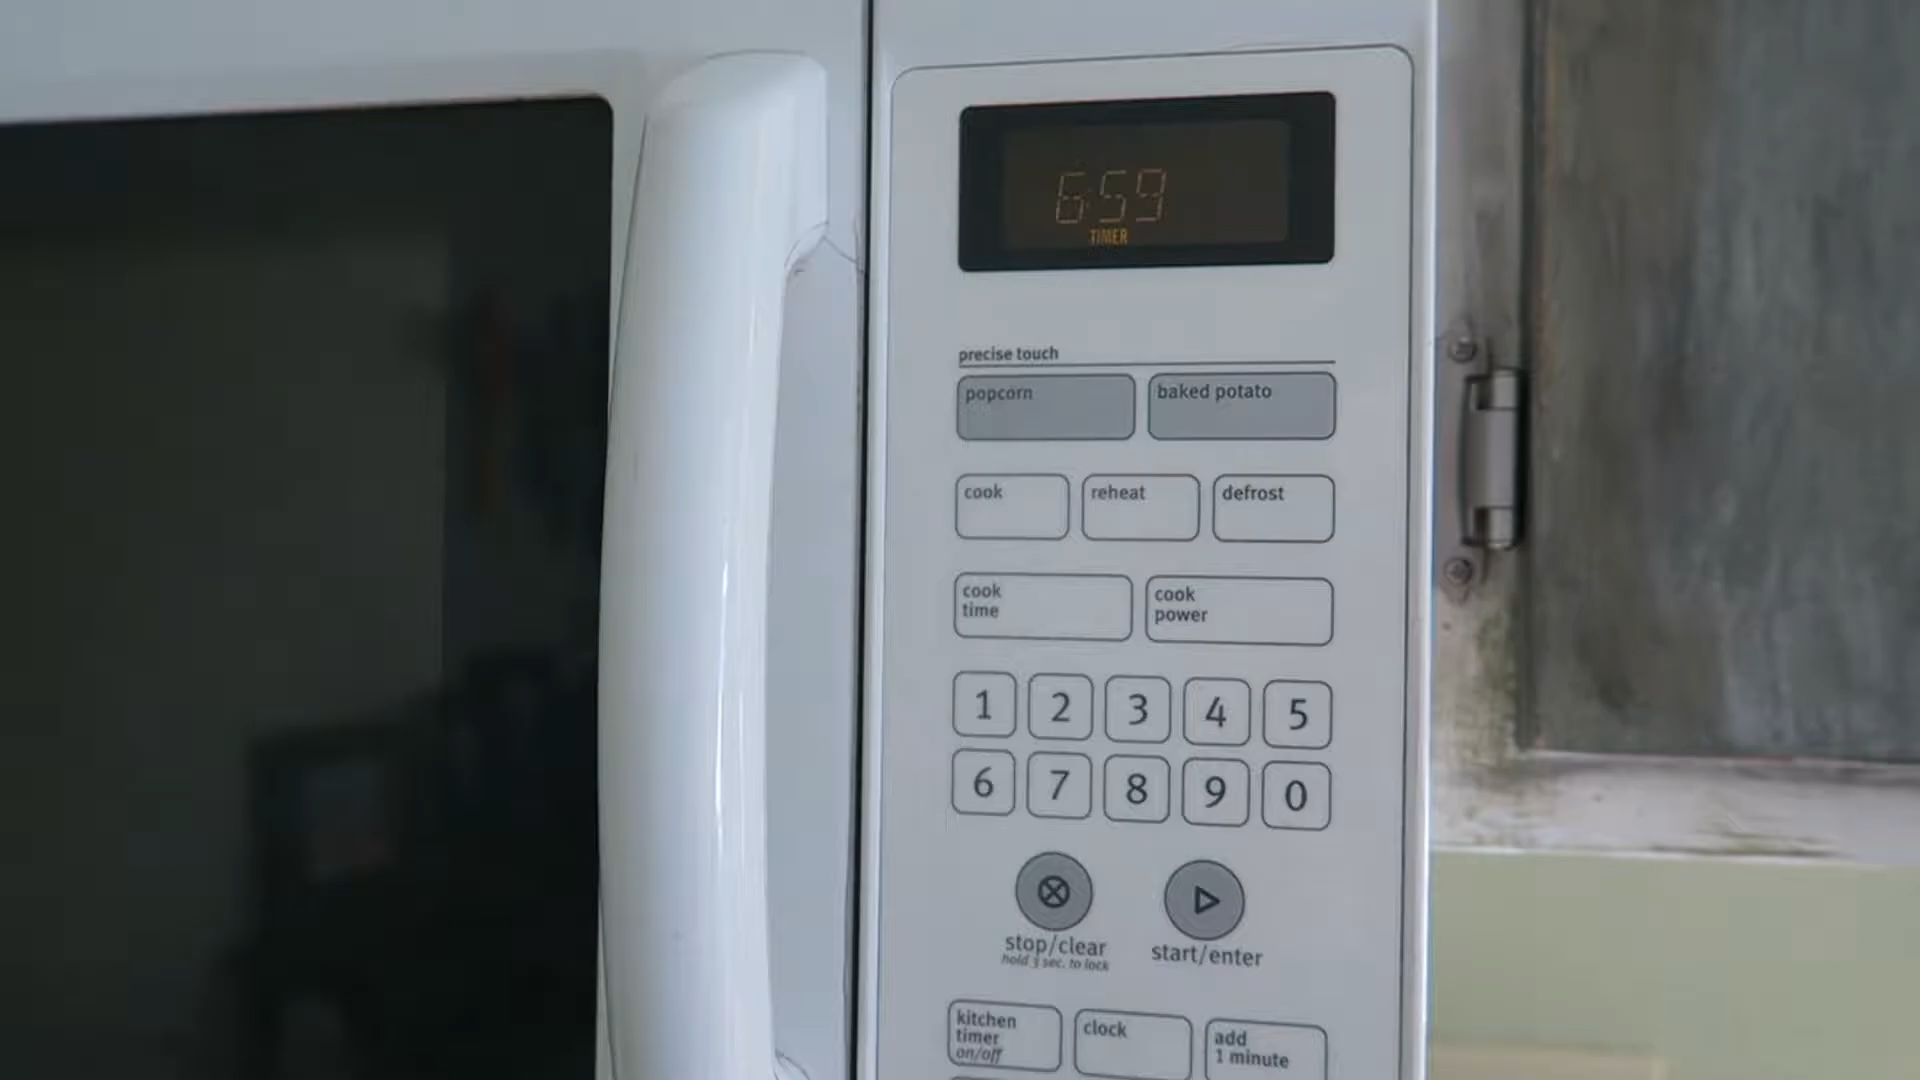 6:59
TIMER
precise touch
popcorn
baked potato
cook
reheat
defrost
cook
time
cook
power
1 2 3 4 5
6 7 8 9 0
stop/clear
hold 3 sec. to lock
start/enter
kitchen
timer
on/off
clock
add
1 minute